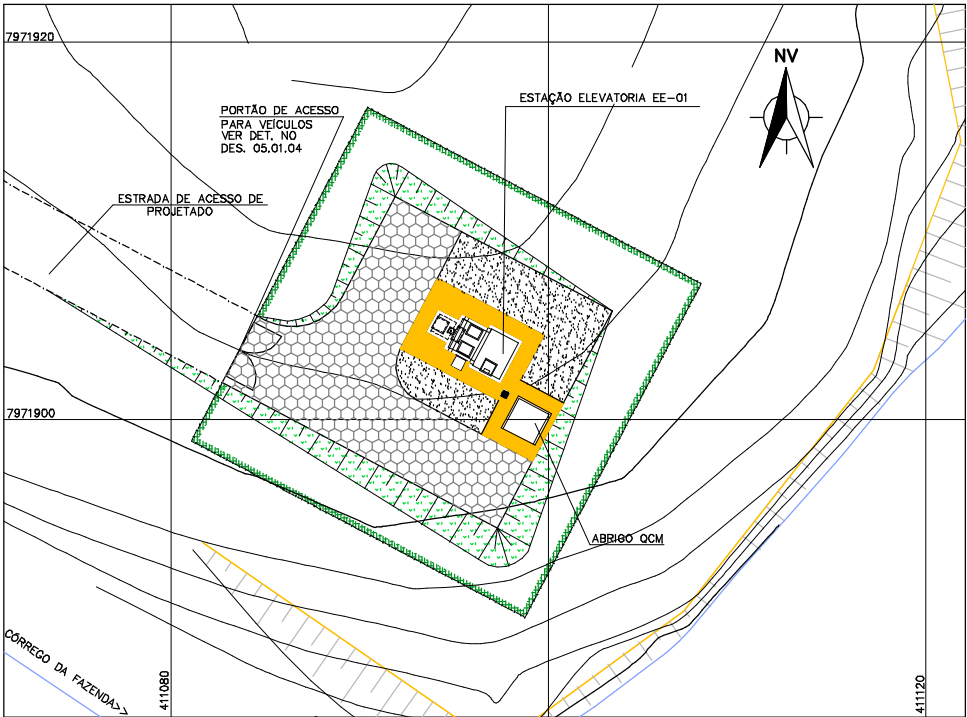 7971920
NV
ESTAÇÃO ELEVATORIA EE-01
PORTÃO DE ACESSO
PARA VEÍCULOS
VER DET. NO
DES. 05.01.04
ESTRADA DE ACESSO DE
PROJETADO
7971900
ABRIGO QCM
CÓRREGO DA FAZENDA>>
411080
411120